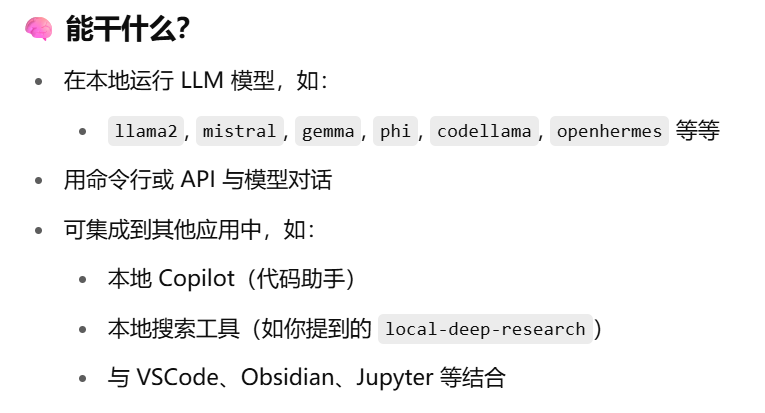 🧠 能干什么？
• 在本地运行 LLM 模型，如：
• llama2, mistral, gemma, phi, codellama, openhermes 等等
• 用命令行或 API 与模型对话
• 可集成到其他应用中，如：
• 本地 Copilot（代码助手）
• 本地搜索工具（如你提到的 local-deep-research）
• 与 VSCode、Obsidian、Jupyter 等结合